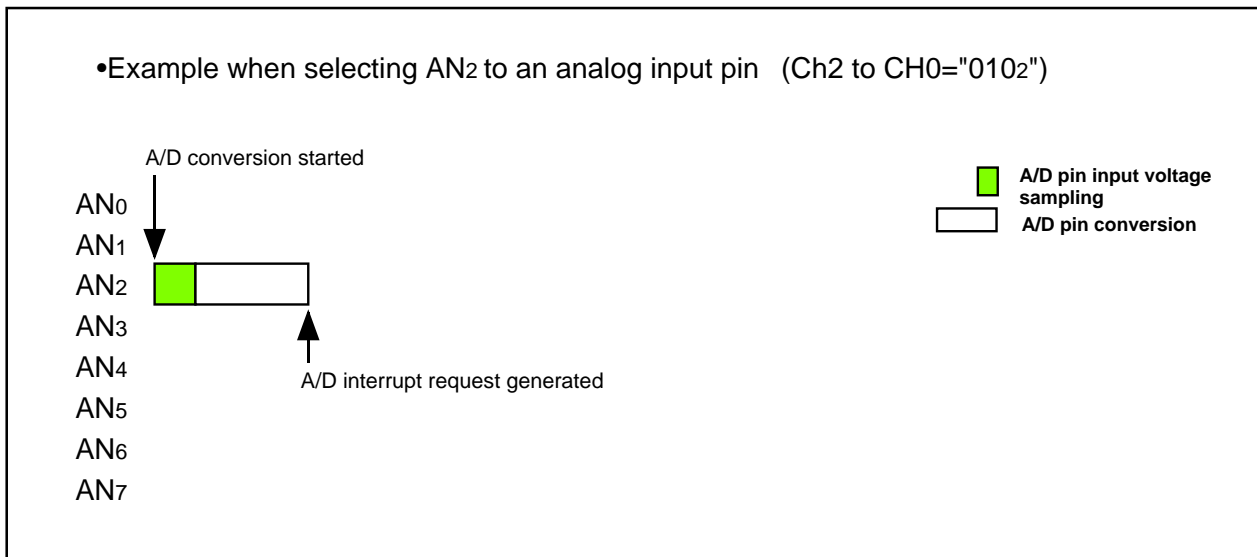 •Example when selecting AN2 to an analog input pin (Ch2 to CH0="0102")
A/D conversion started
A/D pin input voltage
sampling
A/D pin conversion
AN0
AN1
AN2
AN3
AN4
A/D interrupt request generated
AN5
AN6
AN7